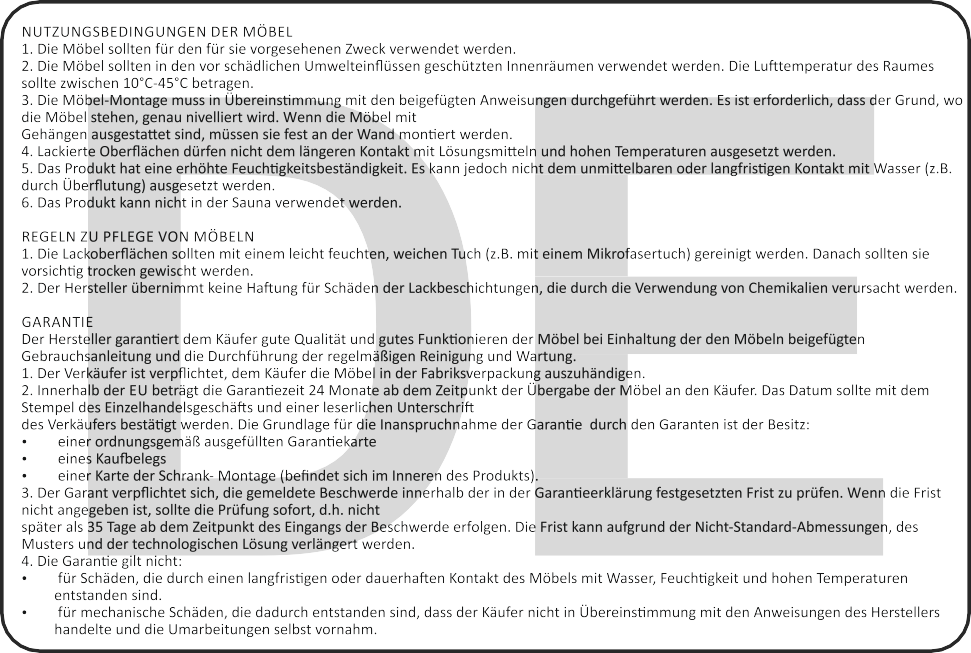 NUTZUNGSBEDINGUNGEN DER MÖBEL
1. Die Möbel sollten für den für sie vorgesehenen Zweck verwendet werden.
2. Die Möbel sollten in den vor schädlichen Umwelteinflüssen geschützten Innenräumen verwendet werden. Die Lufttemperatur des Raumes
sollte zwischen 10°C-45°C betragen.
3. Die Möbel-Montage muss in Übereinstimmung mit den beigefügten Anweisungen durchgeführt werden. Es ist erforderlich, dass der Grund, wo
die Möbel stehen, genau nivelliert wird. Wenn die Möbel mit
Gehängen ausgestattet sind, müssen sie fest an der Wand montiert werden.
4. Lackierte Oberflächen dürfen nicht dem längeren Kontakt mit Lösungsmitteln und hohen Temperaturen ausgesetzt werden.
5. Das Produkt hat eine erhöhte Feuchtigkeitsbeständigkeit. Es kann jedoch nicht dem unmittelbaren oder langfristigen Kontakt mit Wasser (z.B.
durch Überflutung) ausgesetzt werden.
6. Das Produkt kann nicht in der Sauna verwendet werden.
REGELN ZU PFLEGE VON MÖBELN
1. Die Lackoberflächen sollten mit einem leicht feuchten, weichen Tuch (z.B. mit einem Mikrofasertuch) gereinigt werden. Danach sollten sie
vorsichtig trocken gewischt werden.
2. Der Hersteller übernimmt keine Haftung für Schäden der Lackbeschichtungen, die durch die Verwendung von Chemikalien verursacht werden.
GARANTIE
Der Hersteller garantiert dem Käufer gute Qualität und gutes Funktionieren der Möbel bei Einhaltung der den Möbeln beigefügten
Gebrauchsanleitung und die Durchführung der regelmäßigen Reinigung und Wartung.
1. Der Verkäufer ist verpflichtet, dem Käufer die Möbel in der Fabriksverpackung auszuhändigen.
2. Innerhalb der EU beträgt die Garantiezeit 24 Monate ab dem Zeitpunkt der Übergabe der Möbel an den Käufer. Das Datum sollte mit dem
Stempel des Einzelhandelsgeschäfts und einer leserlichen Unterschrift
des Verkäufers bestätigt werden. Die Grundlage für die Inanspruchnahme der Garantie durch den Garanten ist der Besitz:
• einer ordnungsgemäß ausgefüllten Garantiekarte
• eines Kaufbelegs
• einer Karte der Schrank- Montage (befindet sich im Inneren des Produkts).
3. Der Garant verpflichtet sich, die gemeldete Beschwerde innerhalb der in der Garantieerklärung festgesetzten Frist zu prüfen. Wenn die Frist
nicht angegeben ist, sollte die Prüfung sofort, d.h. nicht
später als 35 Tage ab dem Zeitpunkt des Eingangs der Beschwerde erfolgen. Die Frist kann aufgrund der Nicht-Standard-Abmessungen, des
Musters und der technologischen Lösung verlängert werden.
4. Die Garantie gilt nicht:
• für Schäden, die durch einen langfristigen oder dauerhaften Kontakt des Möbels mit Wasser, Feuchtigkeit und hohen Temperaturen
entstanden sind.
• für mechanische Schäden, die dadurch entstanden sind, dass der Käufer nicht in Übereinstimmung mit den Anweisungen des Herstellers
handelte und die Umarbeitungen selbst vornahm.
DE